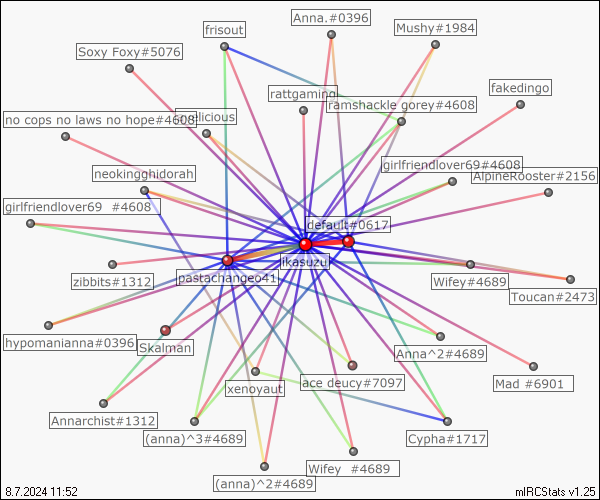 Anna.#0396
frisout
Mushy#1984
Soxy Foxy#5076
fakedingo
rattgaming
ramshackle gorey#4608
no cops no laws no hope#4608
girlfriendlover69#4608
neokingghidorah
AlpineRooster#2156
girlfriendlover69 #4608
default#0617
ikasuzu
pastachangeo41
zibbits#1312
Wifey#4689
Toucan#2473
hypomanianna#0396
Skalman
Anna^2#4689
ace deucy#7097
Mad #6901
xenoyaut
Annarchist#1312
(anna)^3#4689
Cypha#1717
Wifey #4689
(anna)^2#4689
8.7.2024 11:52
mIRCStats v1.25